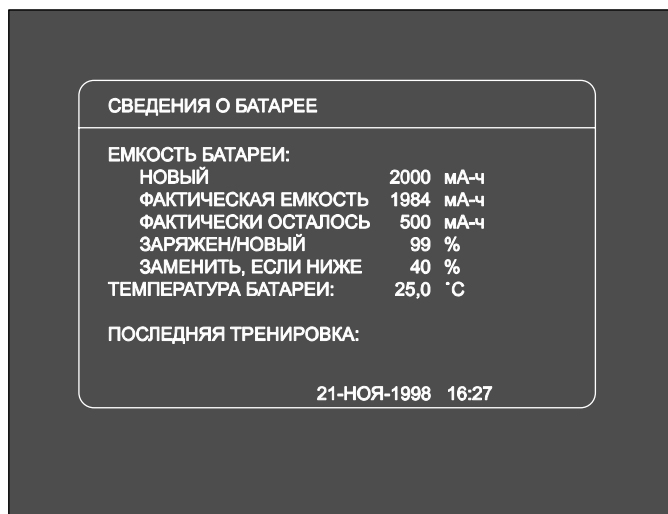 СВЕДЕНИЯ О БАТАРЕЕ
ЕМКОСТЬ БАТАРЕИ:
НОВЫЙ 2000 мА-ч
ФАКТИЧЕСКАЯ ЕМКОСТЬ 1984 мА-ч
ФАКТИЧЕСКИ ОСТАЛОСЬ 500 мА-ч
ЗАРЯЖЕН/НОВЫЙ 99 %
ЗАМЕНИТЬ, ЕСЛИ НИЖЕ 40 %
ТЕМПЕРАТУРА БАТАРЕИ: 25,0 °C
ПОСЛЕДНЯЯ ТРЕНИРОВКА:
21-НОЯ-1998 16:27